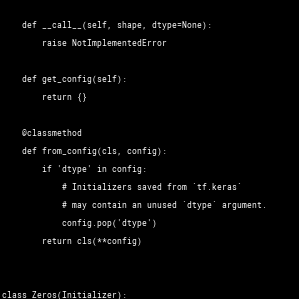 def __call__(self, shape, dtype=None):
raise NotImplementedError
def get_config(self):
return {}
@classmethod
def from_config(cls, config):
if 'dtype' in config:
# Initializers saved from `tf.keras`
# may contain an unused `dtype` argument.
config.pop('dtype')
return cls(**config)
class Zeros(Initializer):